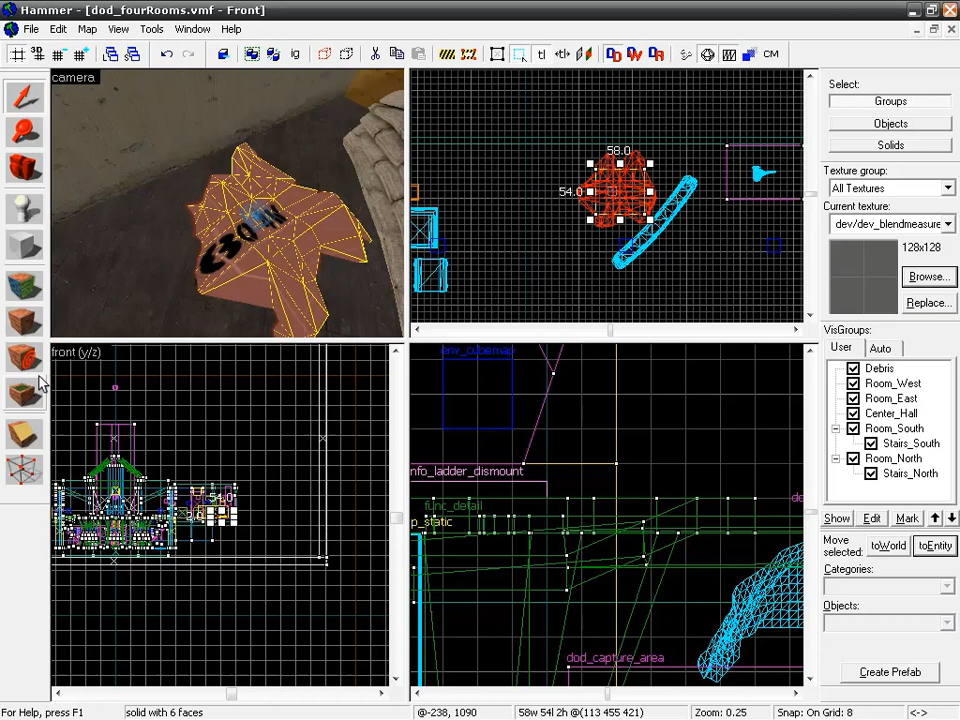 Hammer - [dod_fourRooms.vmf - Front]
File Edit Map View Tools Window Help
3D ig tl +tl+ CM
camera
58.0
54.0
front (y/z)
54.0
env_cubemap
nfo_ladder_dismount
func_detail
p_static
dod_capture_area
Select:
Groups
Objects
Solids
Texture group:
All Textures
Current texture:
dev/dev_blendmeasure
128x128
Browse...
Replace...
VisGroups:
User Auto
Debris
Room_West
Room_East
Center_Hall
Room_South
Stairs_South
Room_North
Stairs_North
Show Edit Mark
Move selected: toWorld toEntity
Categories:
Objects:
Create Prefab
For Help, press F1 solid with 6 faces @-238, 1090 58w 54l 2h @(113 455 421) Zoom: 0.25 Snap: On Grid: 8 <->